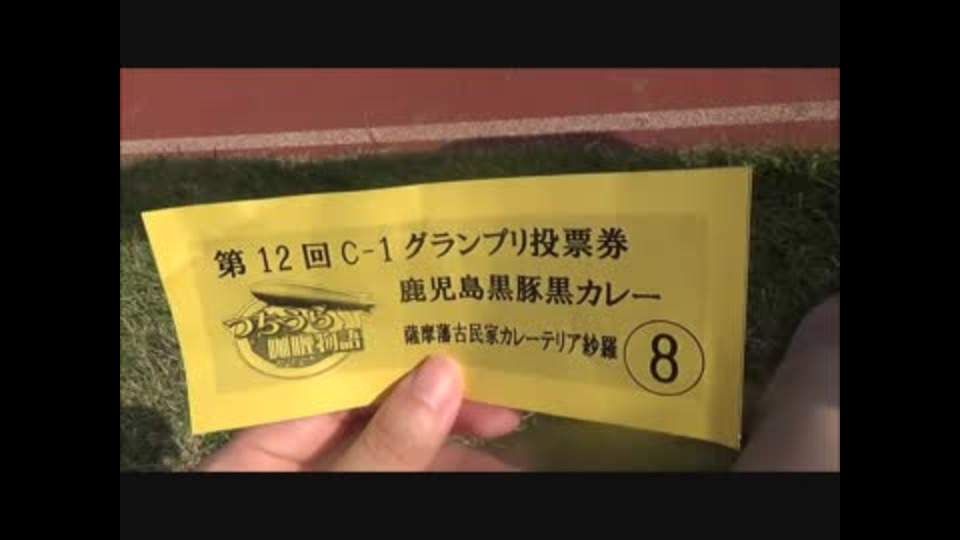 第12回C-1グランプリ投票券
鹿児島黒豚黒カレー
つちうら
咖喱物語
薩摩藩古民家カレーテリア紗羅
8